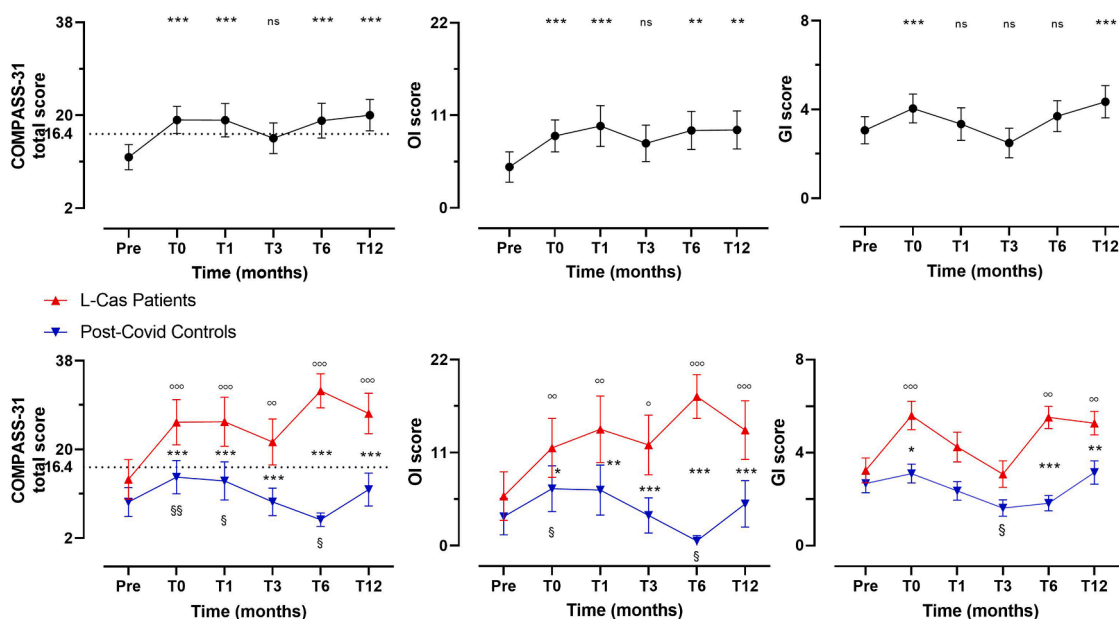 COMPASS-31
total score
38
20
16.4
2
*** *** ns *** ***
Pre T0 T1 T3 T6 T12
Time (months)
OI score
22
11
0
*** *** ns ** **
Pre T0 T1 T3 T6 T12
Time (months)
GI score
8
4
0
*** ns ns ns ***
Pre T0 T1 T3 T6 T12
Time (months)
L-Cas Patients
Post-Covid Controls
COMPASS-31
total score
38
20
16.4
2
°°° °°° °° °°° °°°
*** *** *** *** ***
§§ § §
Pre T0 T1 T3 T6 T12
Time (months)
OI score
22
11
0
°° °° ° °°° °°°
* ** *** *** ***
§ §
Pre T0 T1 T3 T6 T12
Time (months)
GI score
8
4
0
°°° °° °°
* *** **
§
Pre T0 T1 T3 T6 T12
Time (months)